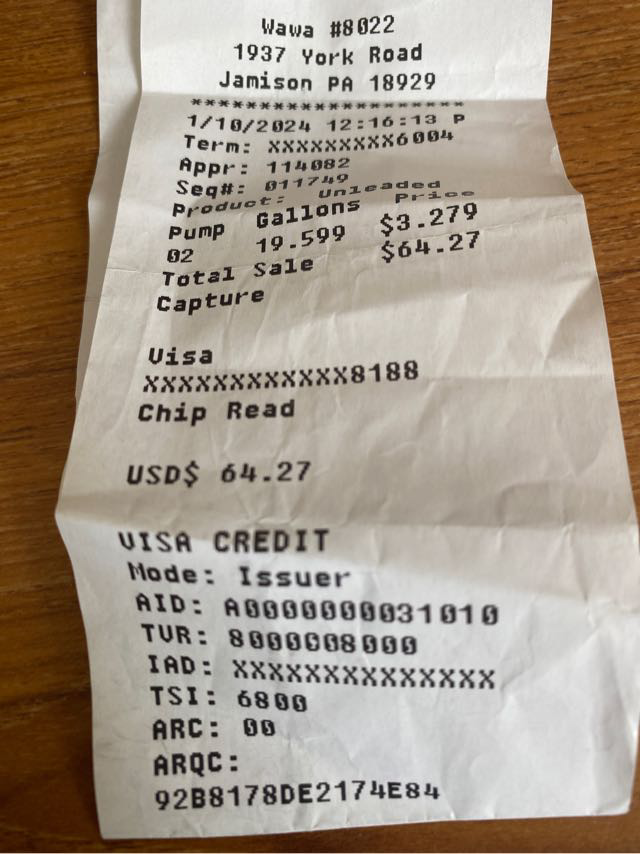 Wawa #8022
1937 York Road
Jamison PA 18929
*******************
1/10/2024 12:16:13 P
Term: XXXXXXXXX6004
Appr: 114082
Seq#: 011749
Product: Unleaded
Pump Gallons Price
02 19.599 $3.279
Total Sale $64.27
Capture
Visa
XXXXXXXXXXXX8188
Chip Read
USD$ 64.27
VISA CREDIT
Mode: Issuer
AID: A0000000031010
TVR: 8000008000
IAD: XXXXXXXXXXXXXX
TSI: 6800
ARC: 00
ARQC:
92B8178DE2174E84